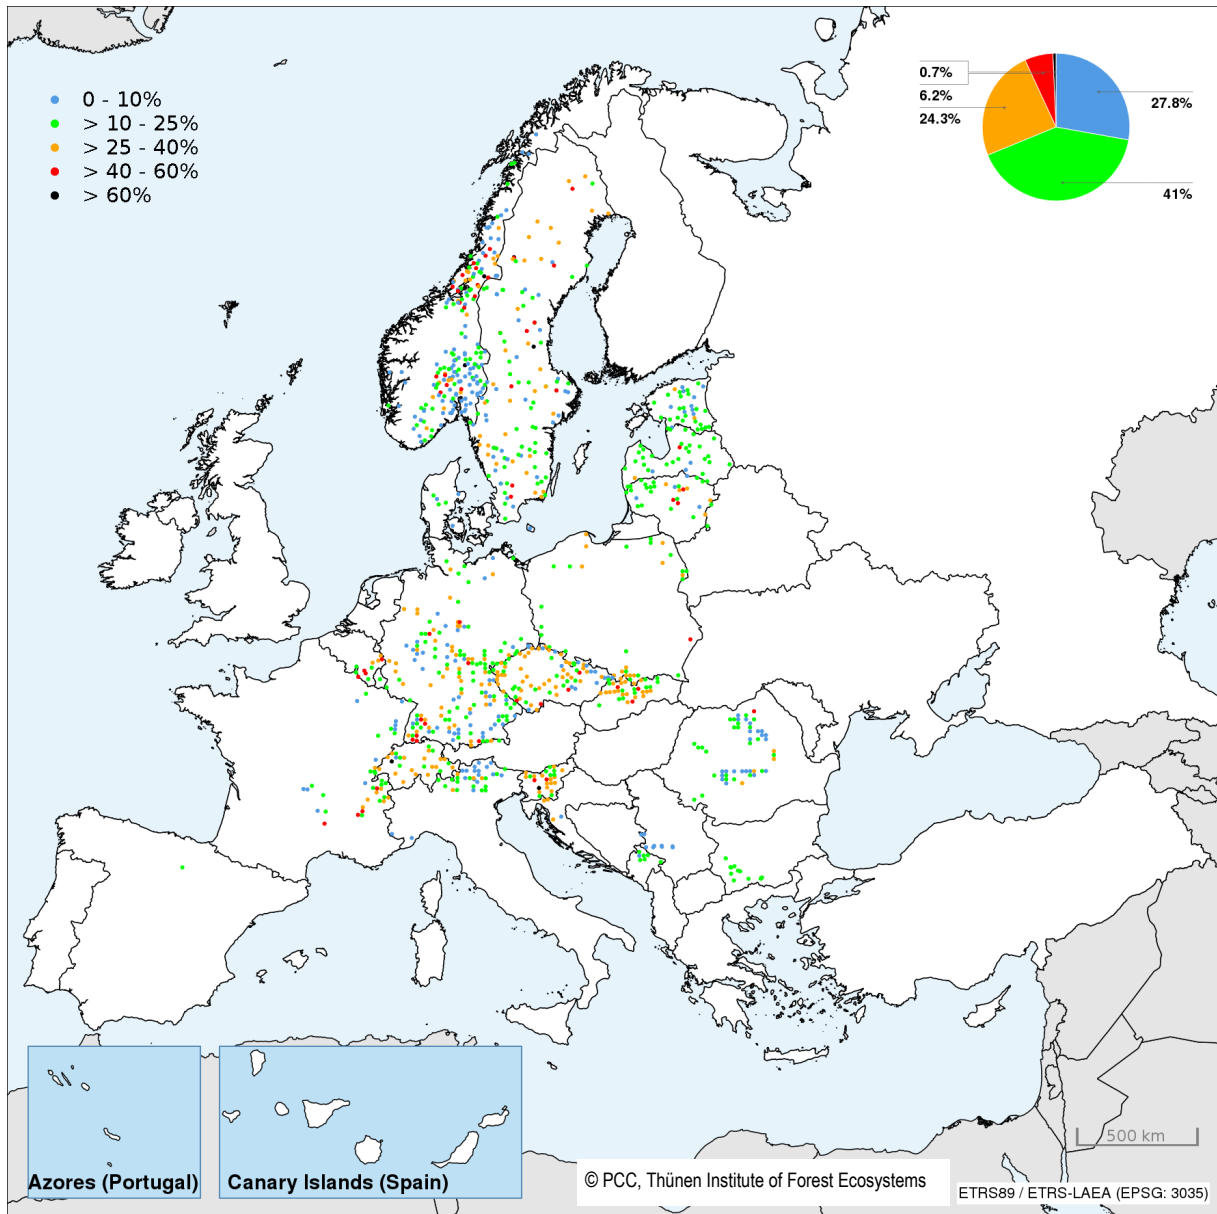 0 - 10%
> 10 - 25%
> 25 - 40%
> 40 - 60%
> 60%
0.7%
6.2%
24.3%
27.8%
41%
500 km
Azores (Portugal)
Canary Islands (Spain)
© PCC, Thünen Institute of Forest Ecosystems
ETRS89 / ETRS-LAEA (EPSG: 3035)